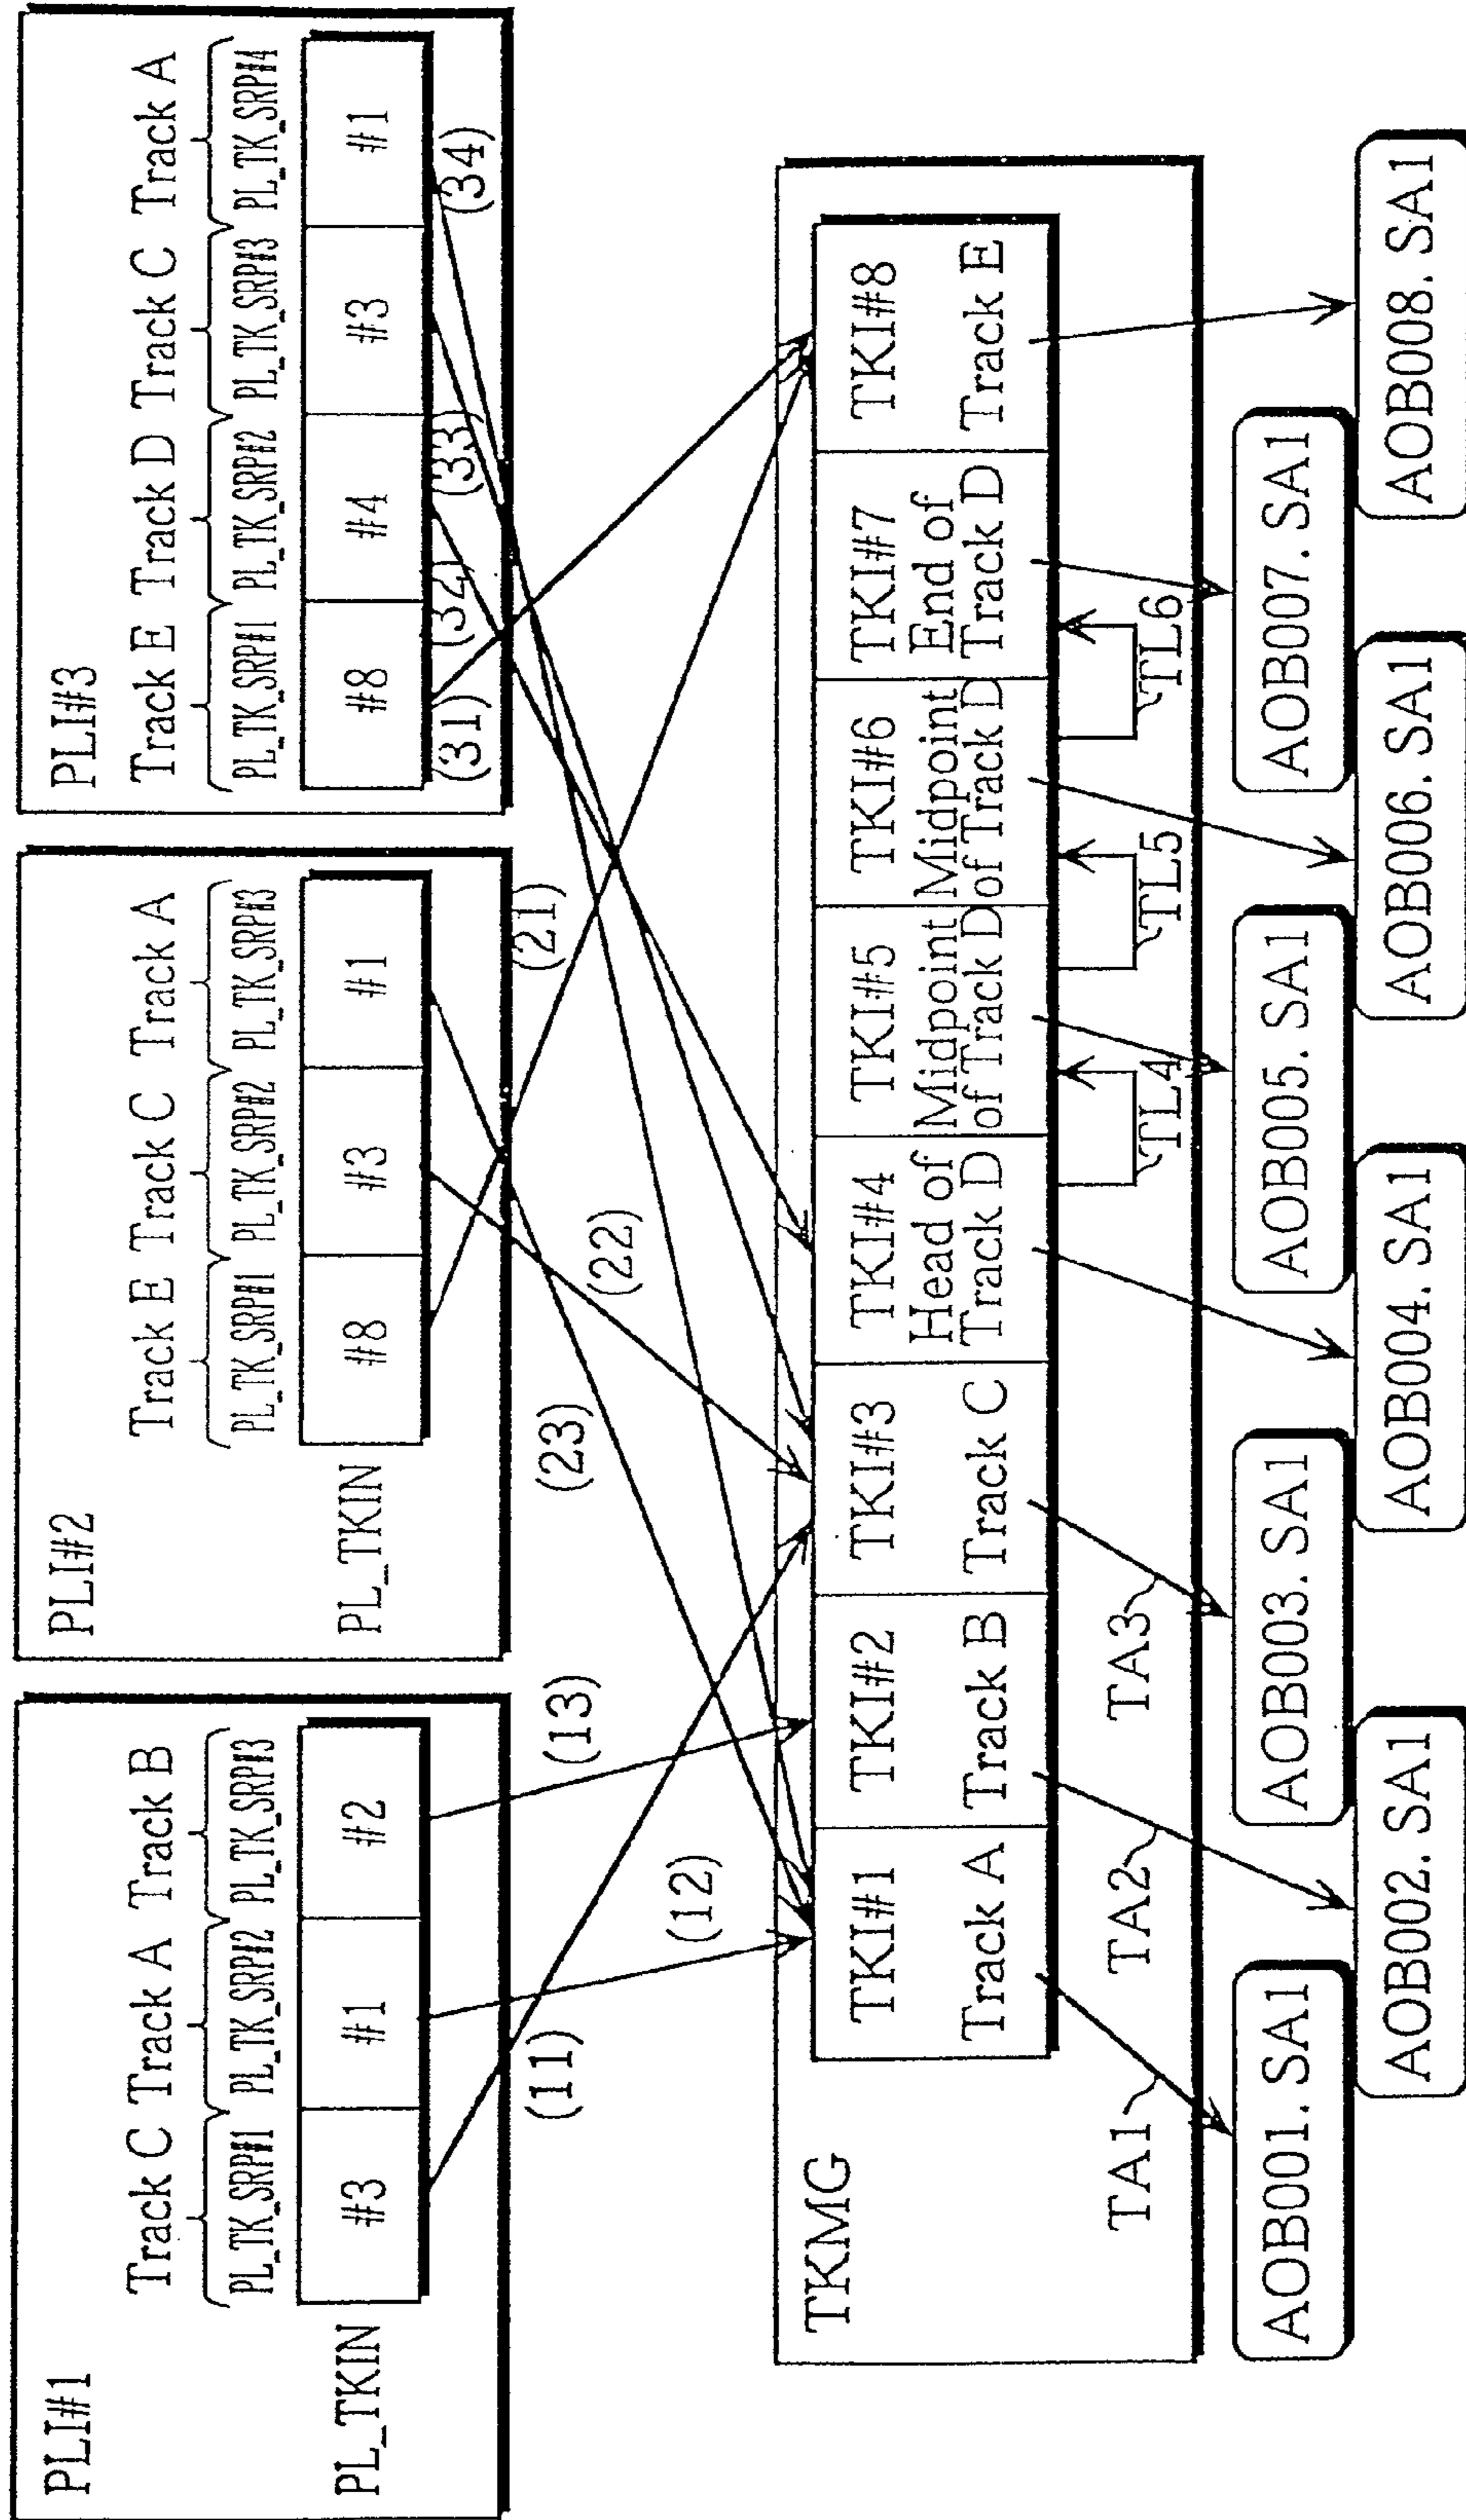 PLI#1
Track C Track A Track B
PL_TK_SRP#1 PL_TK_SRP#2 PL_TK_SRP#3
PL_TKIN
#3 #1 #2
(11)
(12)
(13)
PLI#2
Track E Track C Track A
PL_TK_SRP#1 PL_TK_SRP#2 PL_TK_SRP#3
PL_TKIN
#8 #3 #1
(23)
(22)
(21)
PLI#3
Track E Track D Track C Track A
PL_TK_SRP#1 PL_TK_SRP#2 PL_TK_SRP#3 PL_TK_SRP#4
#8 #4 #3 #1
(31) (32) (33) (34)
TKMG
TKI#1
Track A
TKI#2
Track B
TKI#3
Track C
TKI#4
Head of
Track D
TKI#5
Midpoint
of Track D
TKI#6
Midpoint
of Track D
TKI#7
End of
Track D
TKI#8
Track E
TA1 TA2 TA3 TL4 TL5 TL6
AOB001. SA1 AOB003. SA1 AOB005. SA1 AOB007. SA1
AOB002. SA1 AOB004. SA1 AOB006. SA1 AOB008. SA1